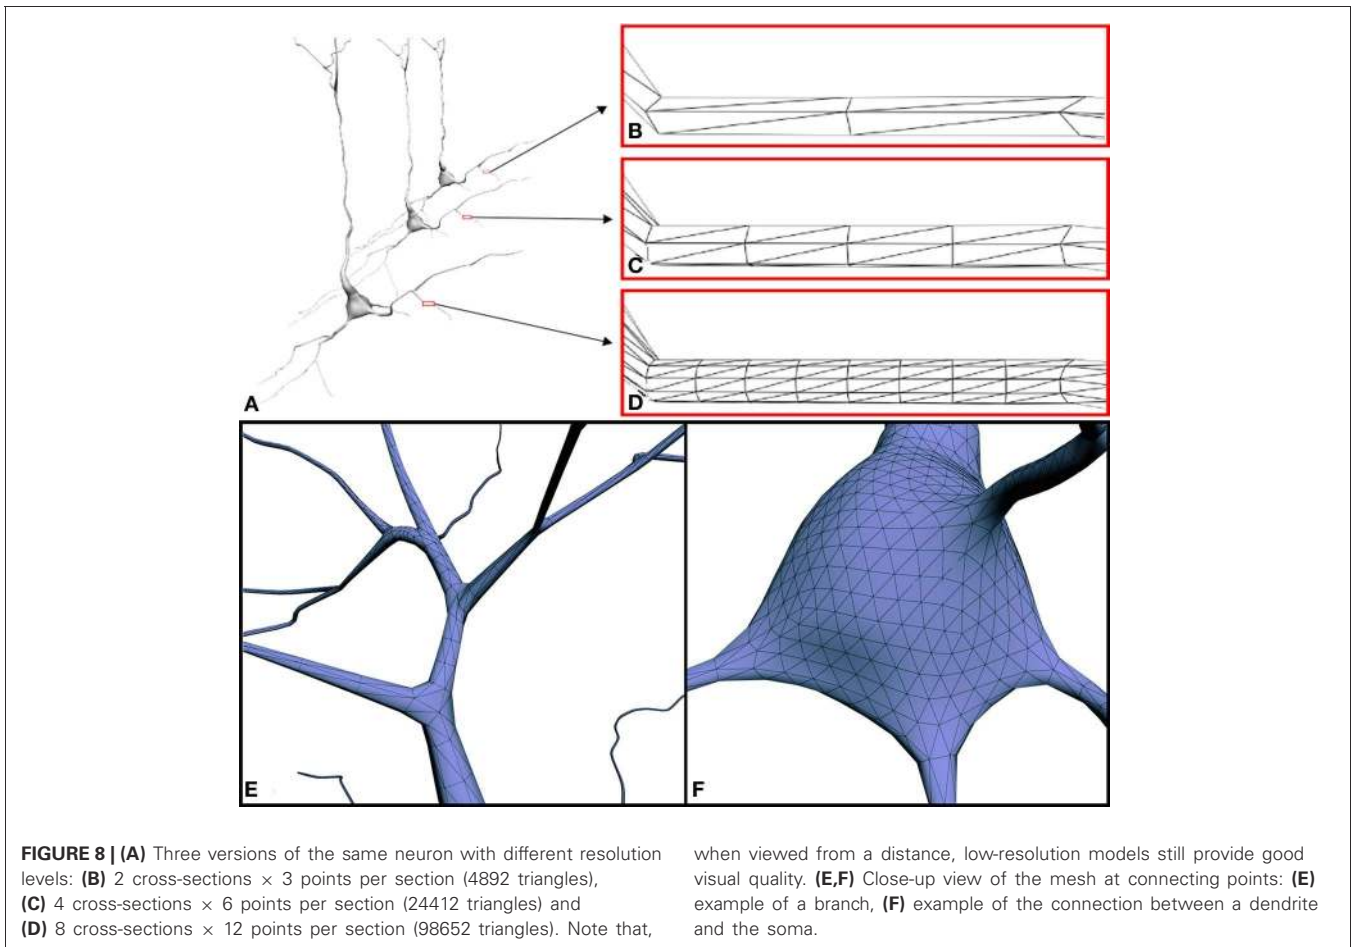 B
C
D
A
E
F
FIGURE 8 | (A) Three versions of the same neuron with different resolution
levels: (B) 2 cross-sections × 3 points per section (4892 triangles),
(C) 4 cross-sections × 6 points per section (24412 triangles) and
(D) 8 cross-sections × 12 points per section (98652 triangles). Note that,
when viewed from a distance, low-resolution models still provide good
visual quality. (E,F) Close-up view of the mesh at connecting points: (E)
example of a branch, (F) example of the connection between a dendrite
and the soma.